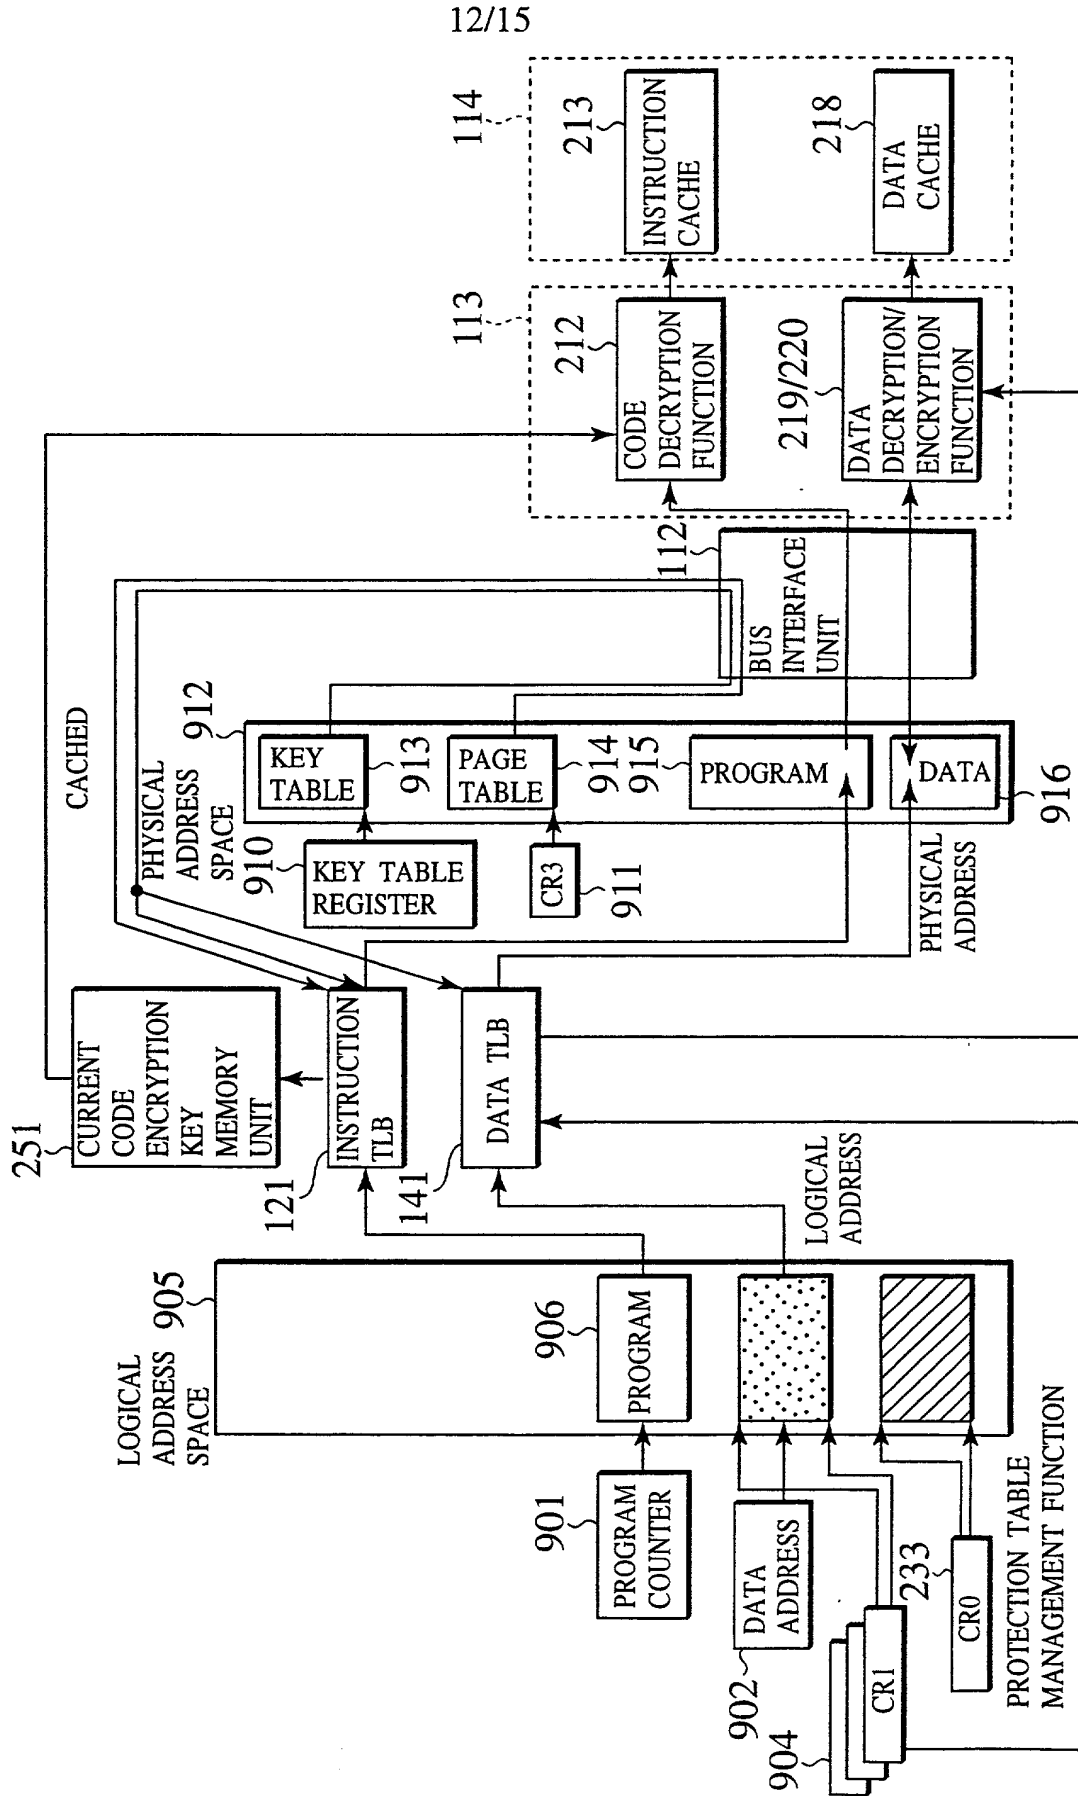 12/15
114
213
INSTRUCTION
CACHE
218
DATA
CACHE
113
212
CODE
DECRYPTION
FUNCTION
219/220
DATA
DECRYPTION/
ENCRYPTION
FUNCTION
112
BUS
INTERFACE
UNIT
CACHED
PHYSICAL
ADDRESS
SPACE
912
KEY
TABLE
913
PAGE
TABLE
914
915
PROGRAM
DATA
916
910
KEY TABLE
REGISTER
CR3
911
PHYSICAL
ADDRESS
251
CURRENT
CODE
ENCRYPTION
KEY
MEMORY
UNIT
121
INSTRUCTION
TLB
141
DATA TLB
LOGICAL
ADDRESS
LOGICAL
ADDRESS
SPACE
905
906
PROGRAM
901
PROGRAM
COUNTER
902
DATA
ADDRESS
904
CR1
233
CR0
PROTECTION TABLE
MANAGEMENT FUNCTION